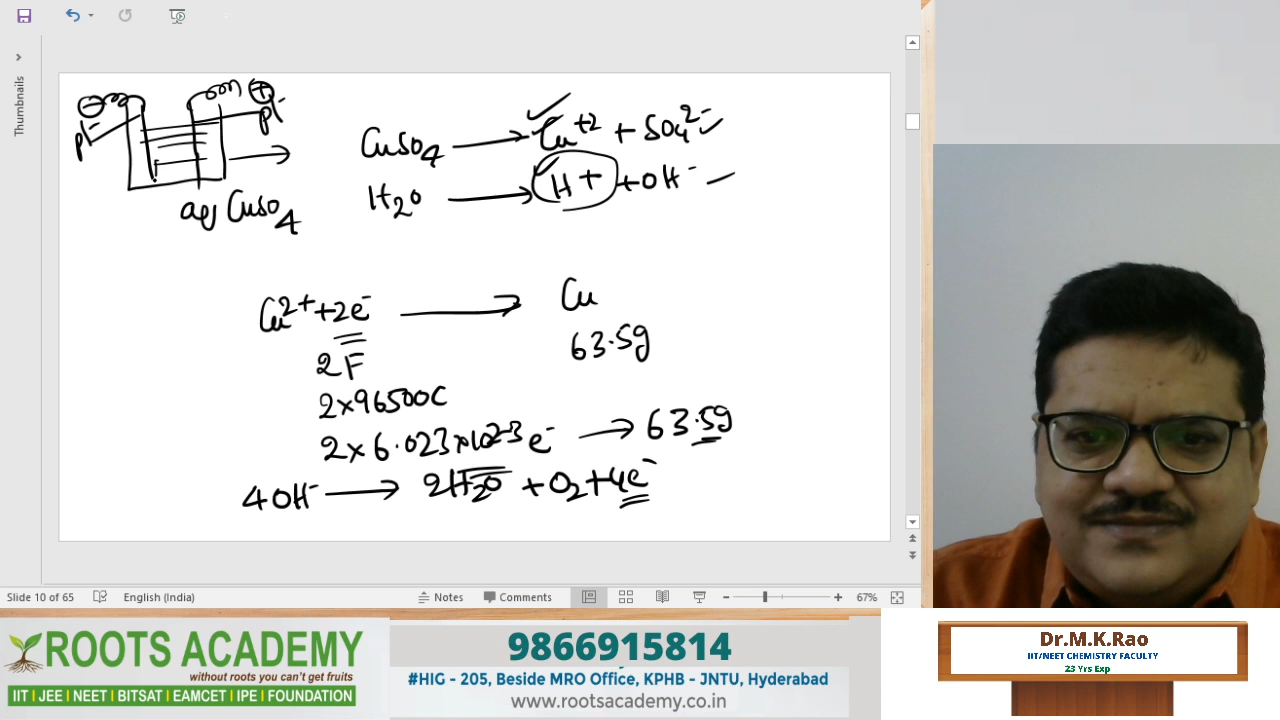 Thumbnails
⊖ ⊕
pt pt
aq CuSO4
CuSO4 → Cu+2 + SO4 2-
H2O → H+ + OH-
Cu2+ + 2e- → Cu
2F 63.5g
2×96500C
2×6.023×1023 e- → 63.5g
4OH- → 2H2O + O2 + 4e-
Slide 10 of 65 English (India) Notes Comments 67%
ROOTS ACADEMY
without roots you can't get fruits
IIT I JEE I NEET I BITSAT I EAMCET I IPE I FOUNDATION
9866915814
#HIG - 205, Beside MRO Office, KPHB - JNTU, Hyderabad
www.rootsacademy.co.in
Dr.M.K.Rao
IIT/NEET CHEMISTRY FACULTY
23 Yrs Exp